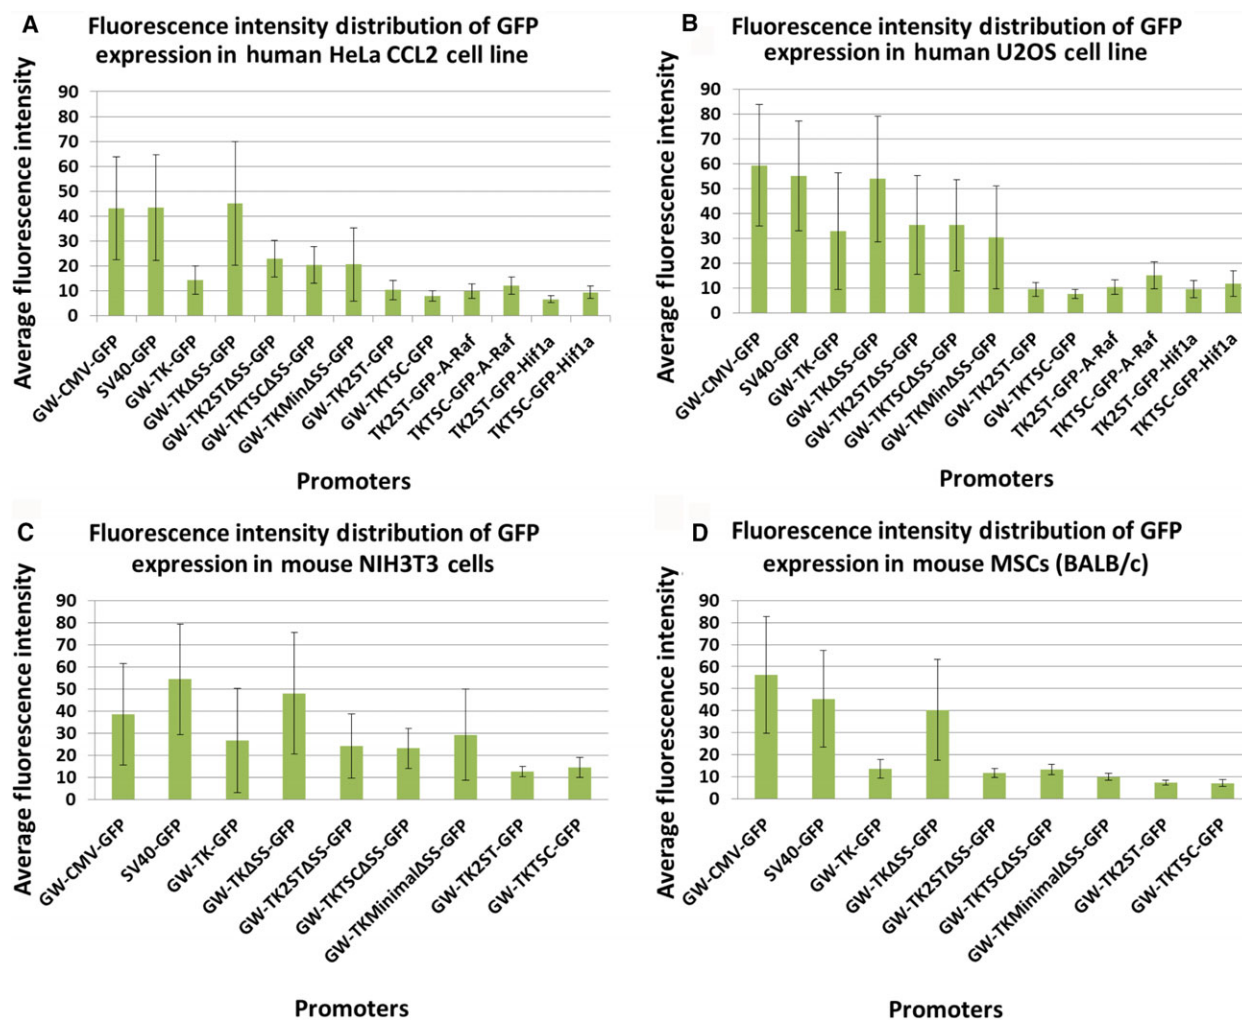 A
Fluorescence intensity distribution of GFP
expression in human HeLa CCL2 cell line
Average fluorescence intensity
90
80
70
60
50
40
30
20
10
0
GW-CMV-GFP
SV40-GFP
GW-TK-GFP
GW-TKΔSS-GFP
GW-TK2STΔSS-GFP
GW-TKTSCΔSS-GFP
GW-TKMinΔSS-GFP
GW-TK2ST-GFP
GW-TKTSC-GFP
TK2ST-GFP-A-Raf
TKTSC-GFP-A-Raf
TK2ST-GFP-Hif1a
TKTSC-GFP-Hif1a
Promoters
B
Fluorescence intensity distribution of GFP
expression in human U2OS cell line
Average fluorescence intensity
90
80
70
60
50
40
30
20
10
0
GW-CMV-GFP
SV40-GFP
GW-TK-GFP
GW-TKΔSS-GFP
GW-TK2STΔSS-GFP
GW-TKTSCΔSS-GFP
GW-TKMinΔSS-GFP
GW-TK2ST-GFP
GW-TKTSC-GFP
TK2ST-GFP-A-Raf
TKTSC-GFP-A-Raf
TK2ST-GFP-Hif1a
TKTSC-GFP-Hif1a
Promoters
C
Fluorescence intensity distribution of GFP
expression in mouse NIH3T3 cells
Average fluorescence intensity
90
80
70
60
50
40
30
20
10
0
GW-CMV-GFP
SV40-GFP
GW-TK-GFP
GW-TKΔSS-GFP
GW-TK2STΔSS-GFP
GW-TKTSCΔSS-GFP
GW-TKMinimalΔSS-GFP
GW-TK2ST-GFP
GW-TKTSC-GFP
Promoters
D
Fluorescence intensity distribution of GFP
expression in mouse MSCs (BALB/c)
Average fluorescence intensity
90
80
70
60
50
40
30
20
10
0
GW-CMV-GFP
SV40-GFP
GW-TK-GFP
GW-TKΔSS-GFP
GW-TK2STΔSS-GFP
GW-TKTSCΔSS-GFP
GW-TKMinimalΔSS-GFP
GW-TK2ST-GFP
GW-TKTSC-GFP
Promoters